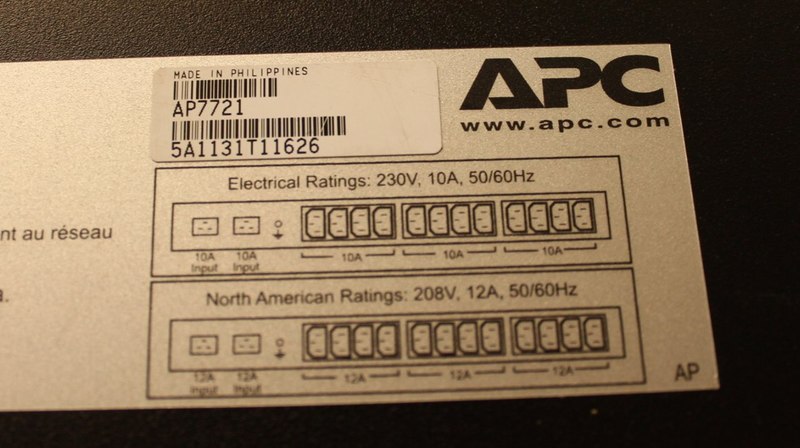 MADE IN PHILIPPINES
AP7721
5A1131T11626
APC
www.apc.com
nt au réseau
Electrical Ratings: 230V, 10A, 50/60Hz
10A Input 10A Input 10A 10A 10A
North American Ratings: 208V, 12A, 50/60Hz
12A Input 12A Input 12A 12A 12A
AP